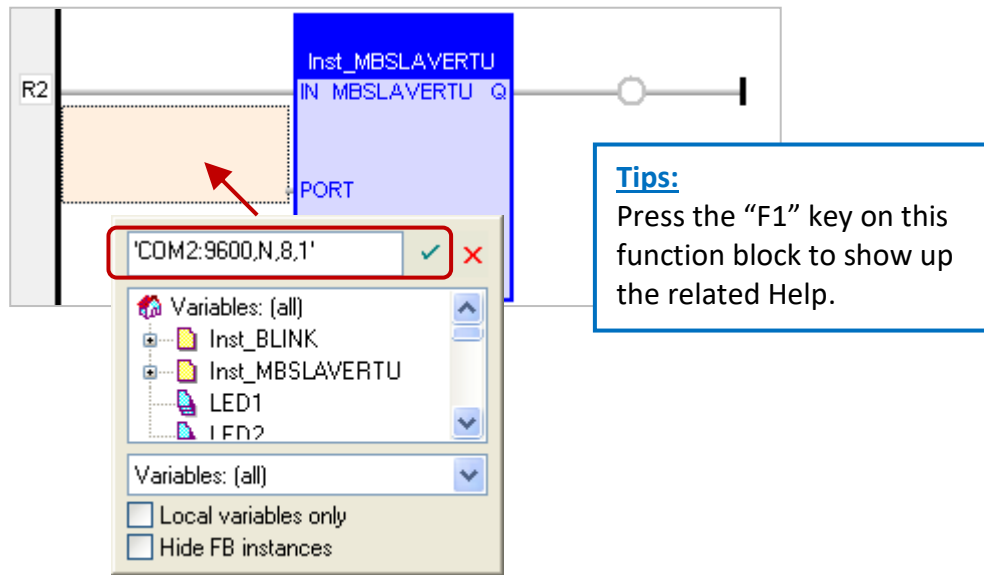 Inst_MBSLAVERTU
R2
IN MBSLAVERTU Q
PORT
Tips:
Press the “F1” key on this
function block to show up
the related Help.
'COM2:9600,N,8,1'
Variables: (all)
Inst_BLINK
Inst_MBSLAVERTU
LED1
LED2
Variables: (all)
Local variables only
Hide FB instances